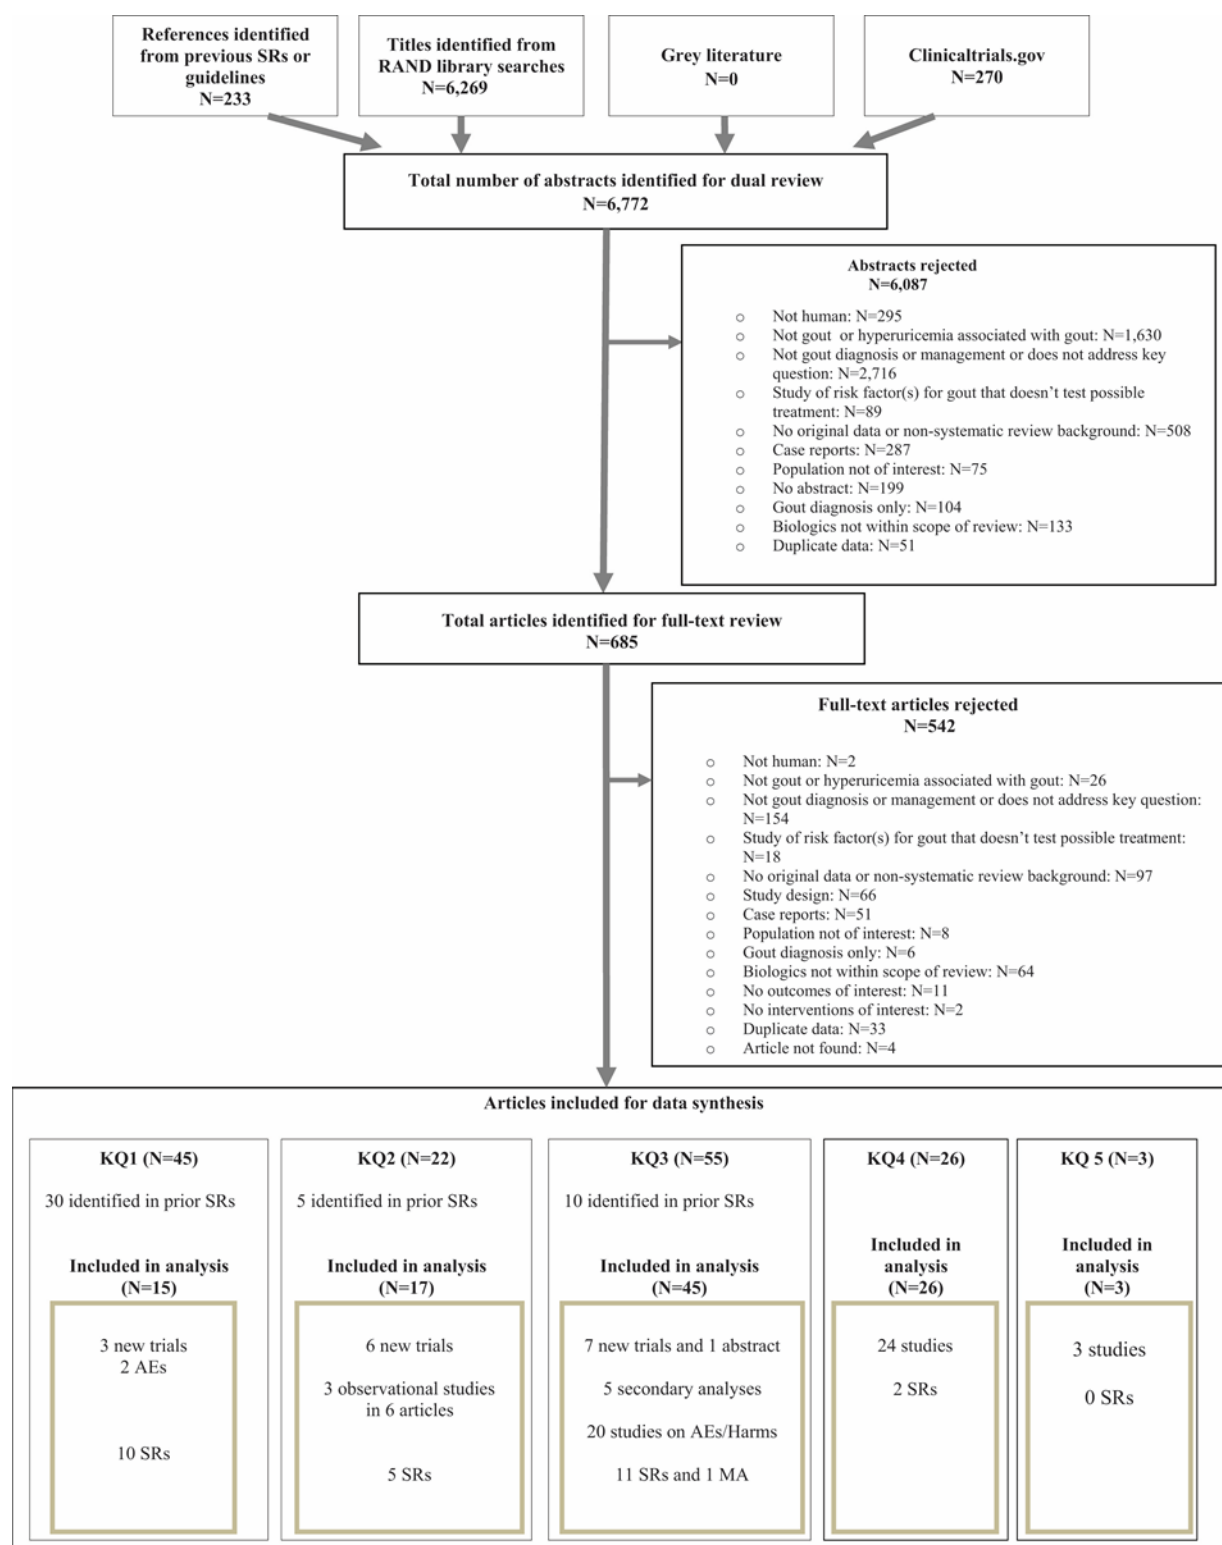 References identified
from previous SRs or
guidelines
N=233
Titles identified from
RAND library searches
N=6,269
Grey literature
N=0
Clinicaltrials.gov
N=270
Total number of abstracts identified for dual review
N=6,772
Abstracts rejected
N=6,087
o Not human: N=295
o Not gout or hyperuricemia associated with gout: N=1,630
o Not gout diagnosis or management or does not address key
question: N=2,716
o Study of risk factor(s) for gout that doesn't test possible
treatment: N=89
o No original data or non-systematic review background: N=508
o Case reports: N=287
o Population not of interest: N=75
o No abstract: N=199
o Gout diagnosis only: N=104
o Biologics not within scope of review: N=133
o Duplicate data: N=51
Total articles identified for full-text review
N=685
Full-text articles rejected
N=542
o Not human: N=2
o Not gout or hyperuricemia associated with gout: N=26
o Not gout diagnosis or management or does not address key question:
N=154
o Study of risk factor(s) for gout that doesn't test possible treatment:
N=18
o No original data or non-systematic review background: N=97
o Study design: N=66
o Case reports: N=51
o Population not of interest: N=8
o Gout diagnosis only: N=6
o Biologics not within scope of review: N=64
o No outcomes of interest: N=11
o No interventions of interest: N=2
o Duplicate data: N=33
o Article not found: N=4
Articles included for data synthesis
KQ1 (N=45)
30 identified in prior SRs
Included in analysis
(N=15)
3 new trials
2 AEs
10 SRs
KQ2 (N=22)
5 identified in prior SRs
Included in analysis
(N=17)
6 new trials
3 observational studies
in 6 articles
5 SRs
KQ3 (N=55)
10 identified in prior SRs
Included in analysis
(N=45)
7 new trials and 1 abstract
5 secondary analyses
20 studies on AEs/Harms
11 SRs and 1 MA
KQ4 (N=26)
Included in
analysis
(N=26)
24 studies
2 SRs
KQ 5 (N=3)
Included in
analysis
(N=3)
3 studies
0 SRs